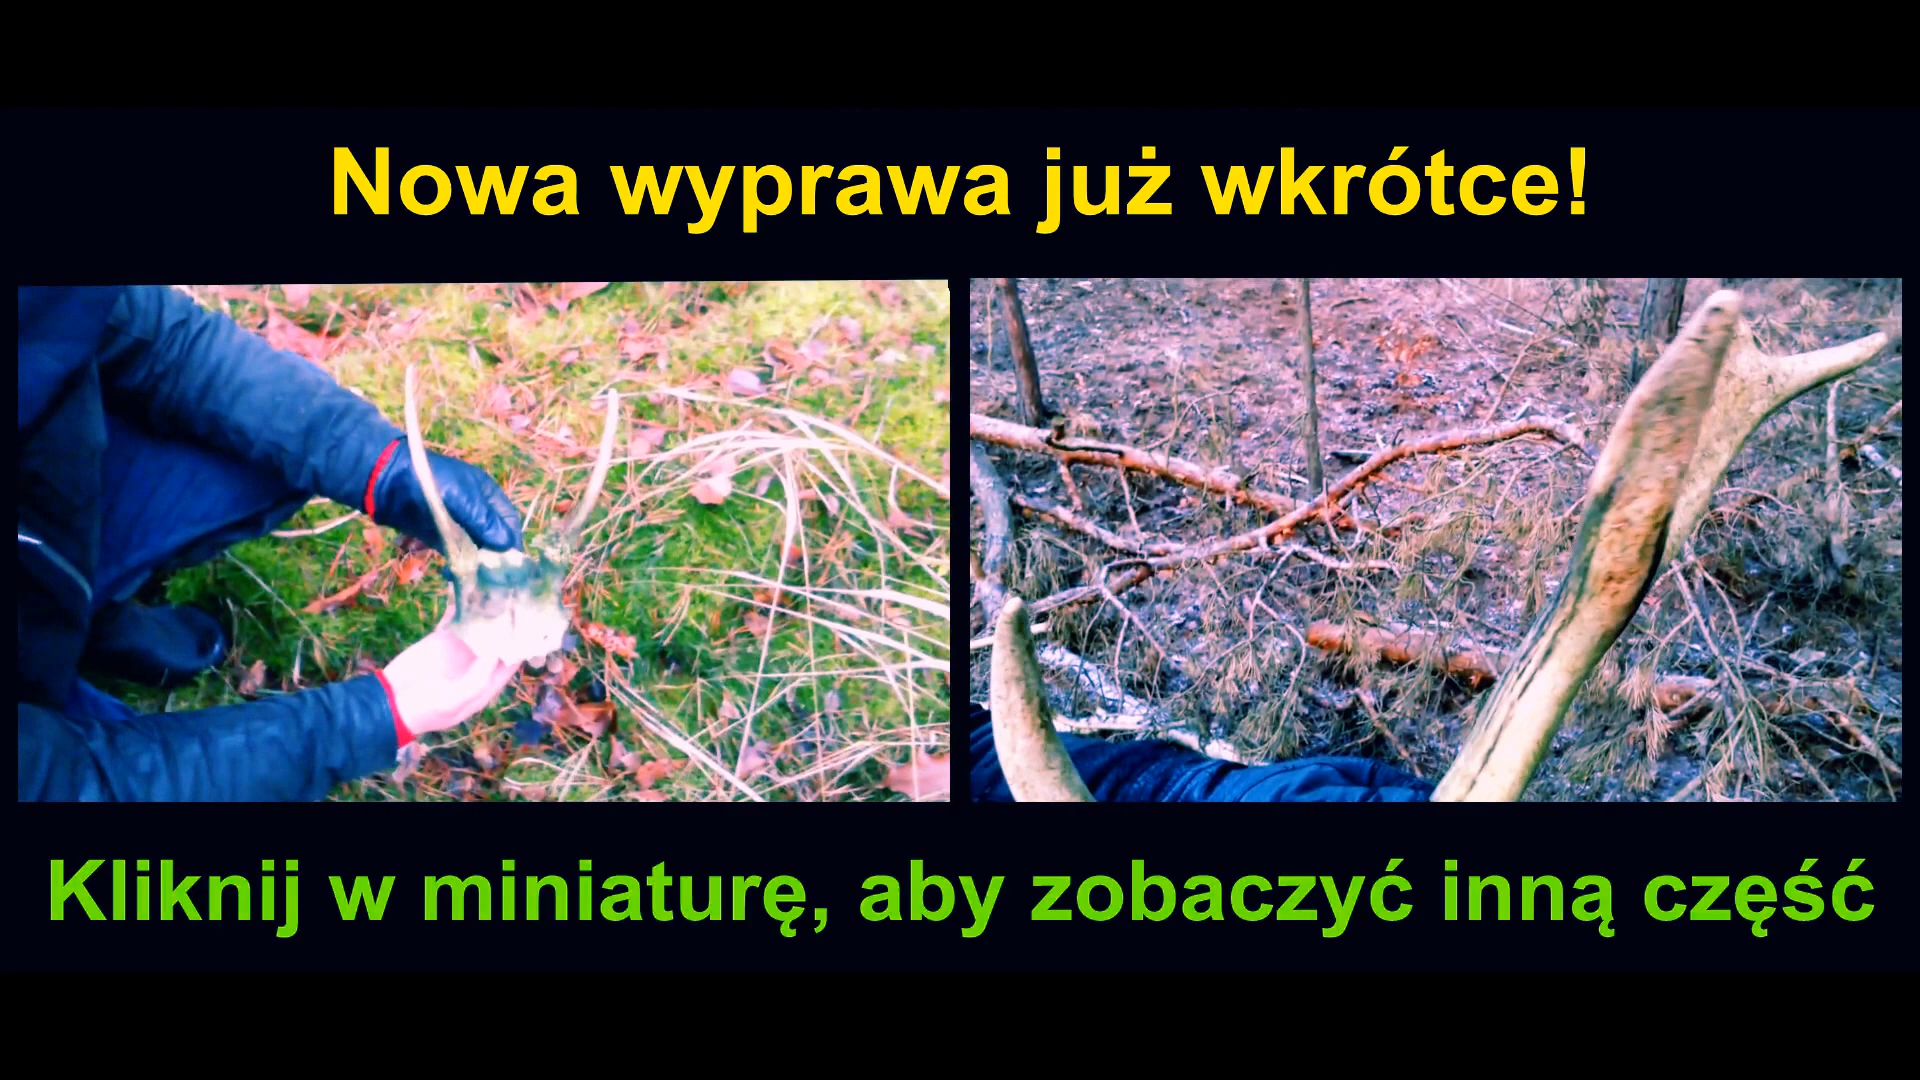 Nowa wyprawa już wkrótce!
Kliknij w miniaturę, aby zobaczyć inną część